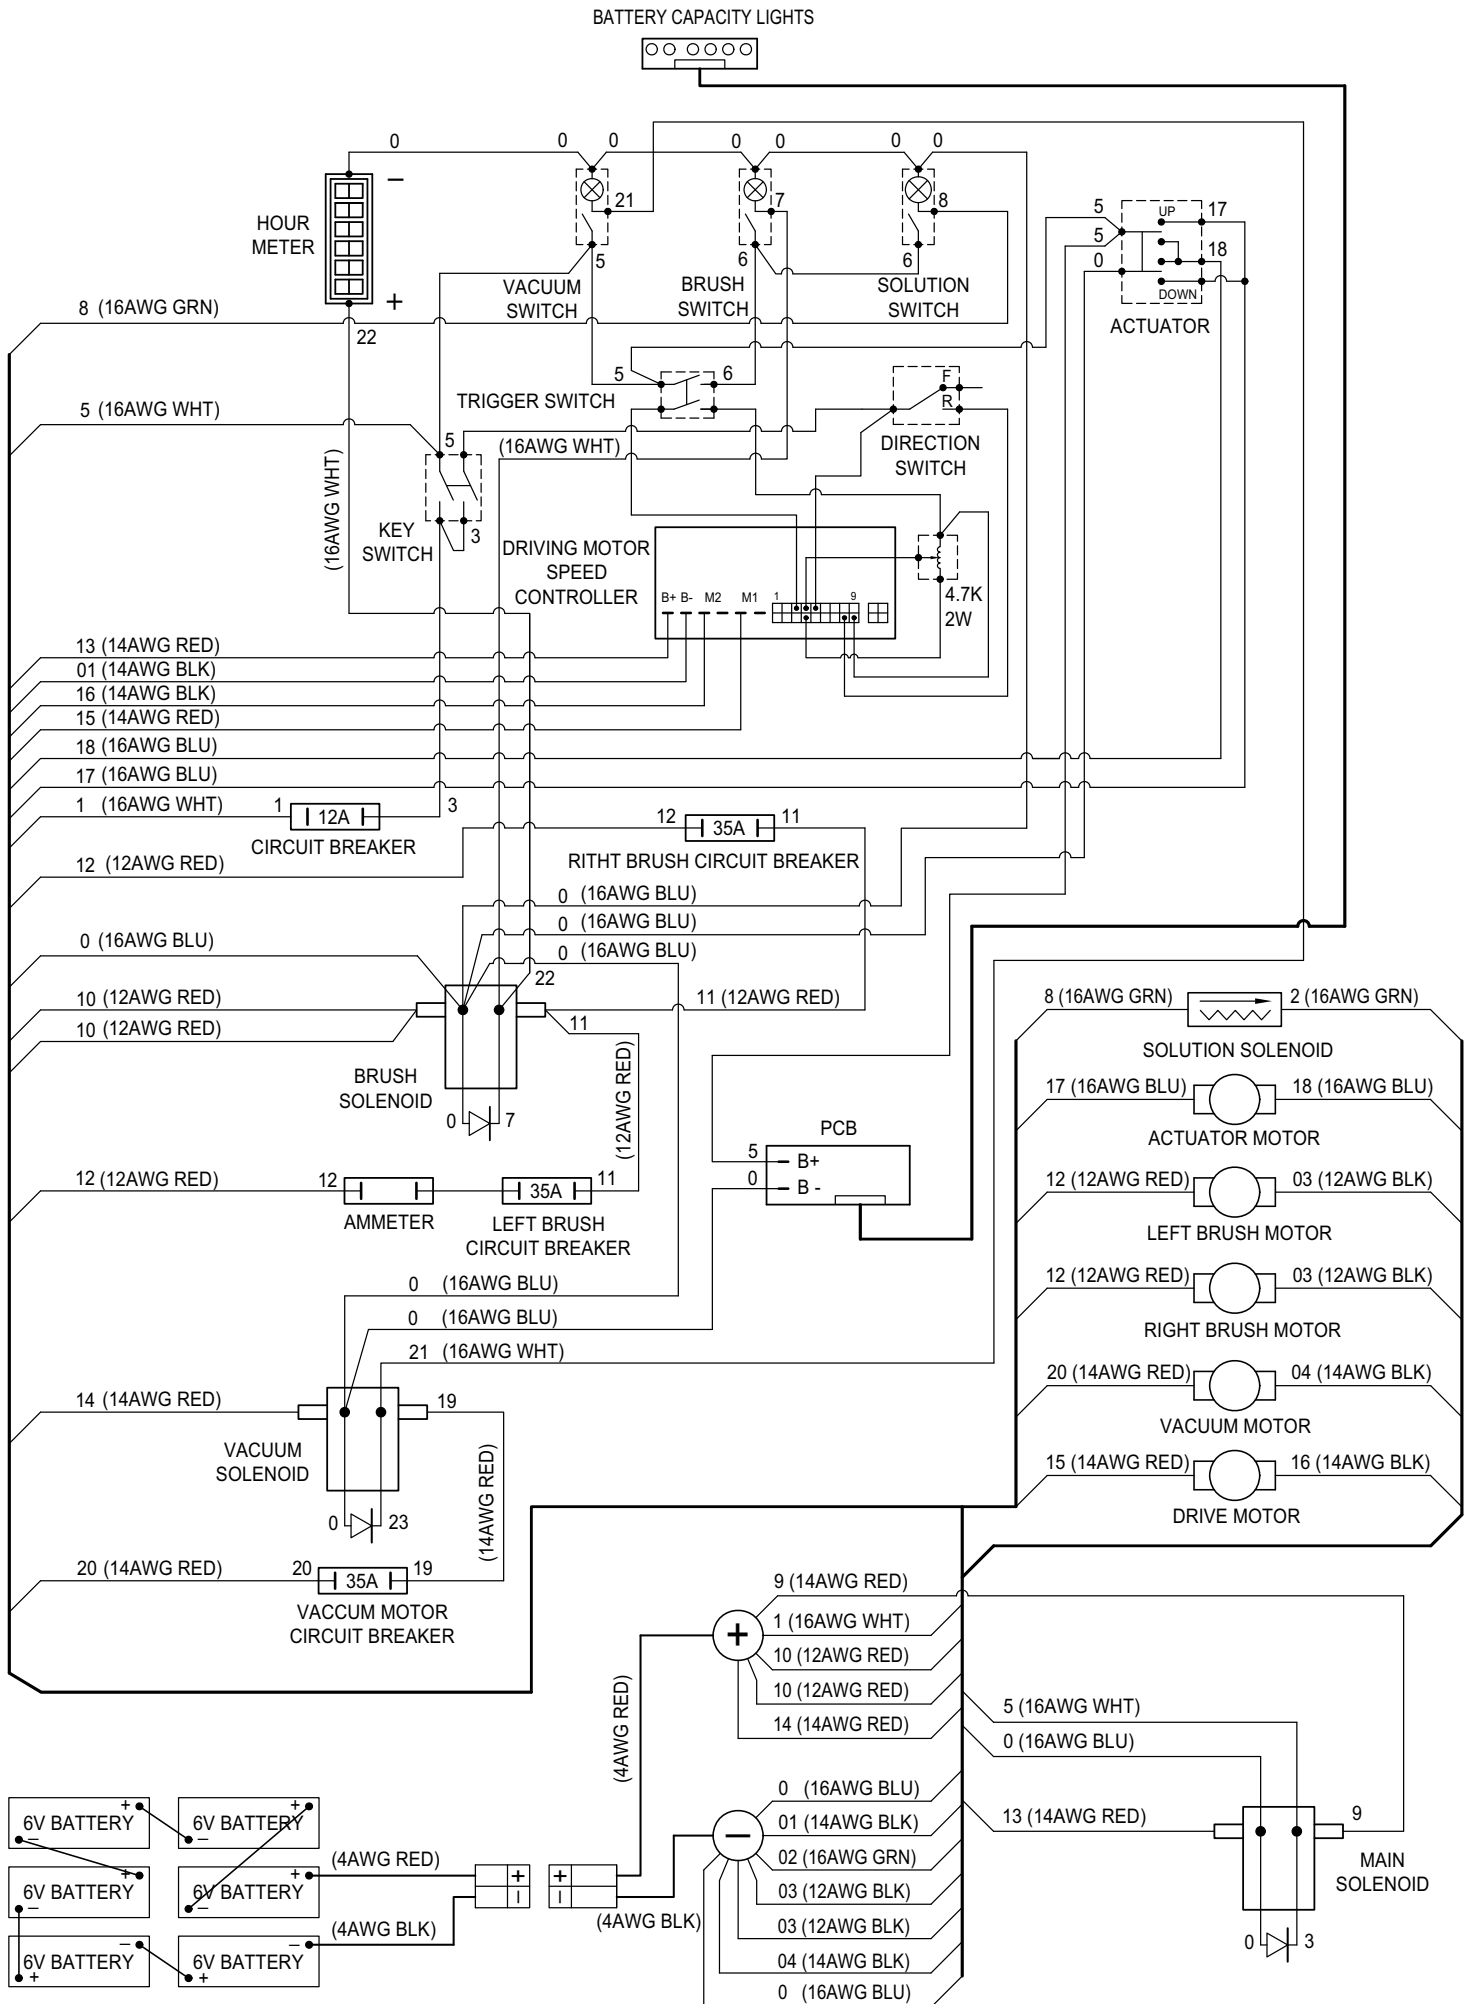 BATTERY CAPACITY LIGHTS
0
0
0
0
0
0
0
−
HOUR
METER
+
22
21
7
8
5
6
6
VACUUM
SWITCH
BRUSH
SWITCH
SOLUTION
SWITCH
5
5
0
UP
17
18
DOWN
ACTUATOR
8 (16AWG GRN)
5
6
TRIGGER SWITCH
F
R
DIRECTION
SWITCH
5 (16AWG WHT)
5
(16AWG WHT)
(16AWG WHT)
3
KEY
SWITCH
DRIVING MOTOR
SPEED
CONTROLLER
B+ B- M2 M1 1 9
4.7K
2W
13 (14AWG RED)
01 (14AWG BLK)
16 (14AWG BLK)
15 (14AWG RED)
18 (16AWG BLU)
17 (16AWG BLU)
1 (16AWG WHT)
1
12A
3
CIRCUIT BREAKER
12
35A
11
RITHT BRUSH CIRCUIT BREAKER
12 (12AWG RED)
0 (16AWG BLU)
0 (16AWG BLU)
0 (16AWG BLU)
0 (16AWG BLU)
22
10 (12AWG RED)
10 (12AWG RED)
11 (12AWG RED)
11
(12AWG RED)
BRUSH
SOLENOID
0
7
PCB
5
B+
0
B -
12 (12AWG RED)
12
AMMETER
35A
11
LEFT BRUSH
CIRCUIT BREAKER
0 (16AWG BLU)
0 (16AWG BLU)
21 (16AWG WHT)
14 (14AWG RED)
19
VACUUM
SOLENOID
(14AWG RED)
0
23
20 (14AWG RED)
20
35A
19
VACCUM MOTOR
CIRCUIT BREAKER
8 (16AWG GRN)
2 (16AWG GRN)
SOLUTION SOLENOID
17 (16AWG BLU)
18 (16AWG BLU)
ACTUATOR MOTOR
12 (12AWG RED)
03 (12AWG BLK)
LEFT BRUSH MOTOR
12 (12AWG RED)
03 (12AWG BLK)
RIGHT BRUSH MOTOR
20 (14AWG RED)
04 (14AWG BLK)
VACUUM MOTOR
15 (14AWG RED)
16 (14AWG BLK)
DRIVE MOTOR
+
9 (14AWG RED)
1 (16AWG WHT)
10 (12AWG RED)
10 (12AWG RED)
14 (14AWG RED)
(4AWG RED)
5 (16AWG WHT)
0 (16AWG BLU)
13 (14AWG RED)
9
MAIN
SOLENOID
0
3
−
0 (16AWG BLU)
01 (14AWG BLK)
02 (16AWG GRN)
03 (12AWG BLK)
03 (12AWG BLK)
04 (14AWG BLK)
0 (16AWG BLU)
6V BATTERY + −
6V BATTERY + −
6V BATTERY + −
6V BATTERY + −
6V BATTERY − +
6V BATTERY − +
(4AWG RED)
(4AWG BLK)
+
−
+
−
(4AWG BLK)